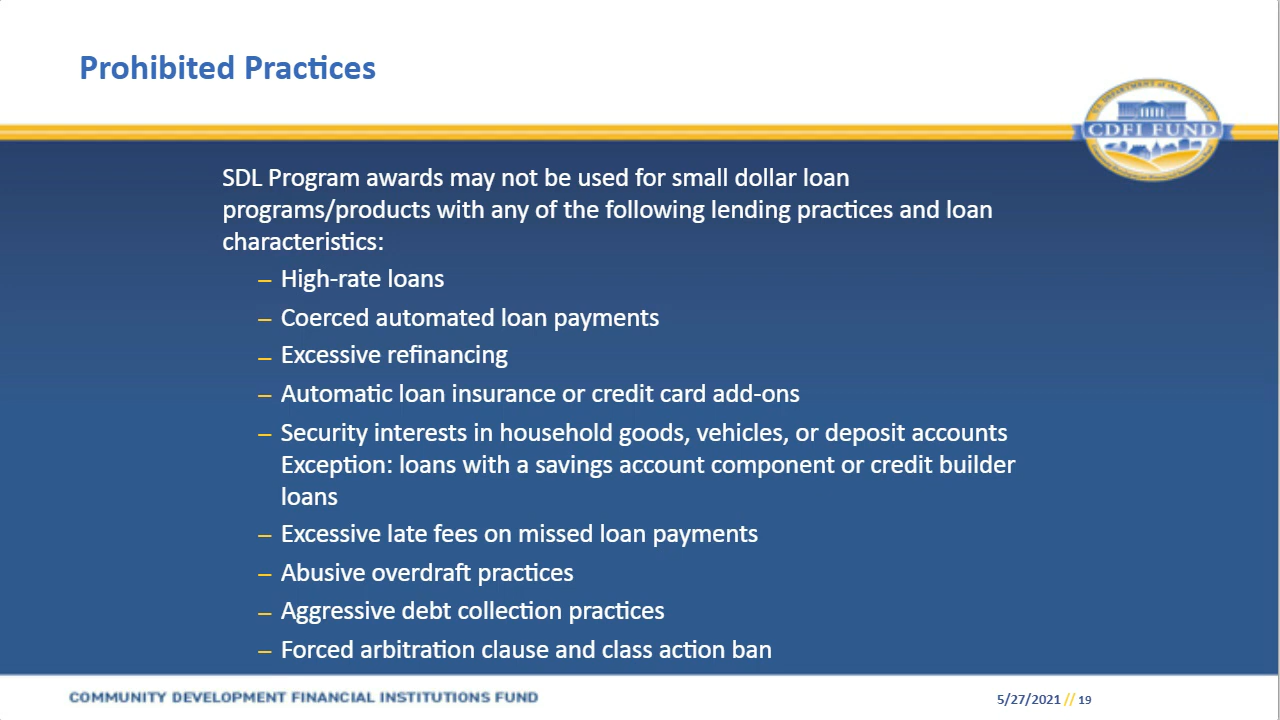 Prohibited Practices
U.S. DEPARTMENT of the TREASURY
CDFI FUND
SDL Program awards may not be used for small dollar loan
programs/products with any of the following lending practices and loan
characteristics:
– High-rate loans
– Coerced automated loan payments
– Excessive refinancing
– Automatic loan insurance or credit card add-ons
– Security interests in household goods, vehicles, or deposit accounts
Exception: loans with a savings account component or credit builder
loans
– Excessive late fees on missed loan payments
– Abusive overdraft practices
– Aggressive debt collection practices
– Forced arbitration clause and class action ban
COMMUNITY DEVELOPMENT FINANCIAL INSTITUTIONS FUND
5/27/2021 // 19